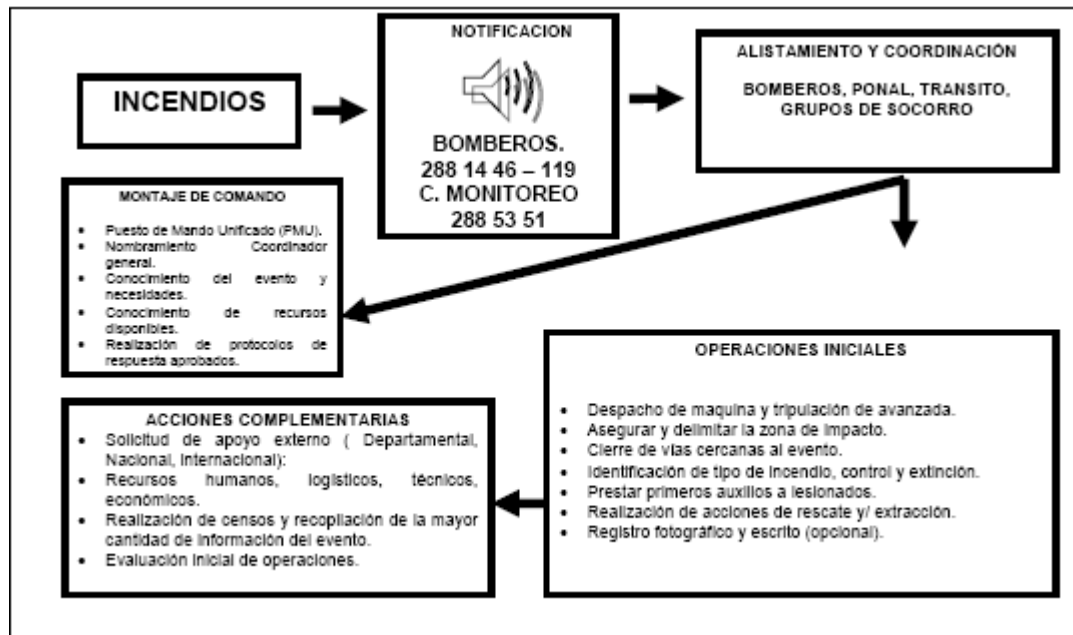 INCENDIOS
NOTIFICACION
BOMBEROS.
288 14 46 – 119
C. MONITOREO
288 53 51
ALISTAMIENTO Y COORDINACIÓN
BOMBEROS, PONAL, TRANSITO,
GRUPOS DE SOCORRO
MONTAJE DE COMANDO
• Puesto de Mando Unificado (PMU).
• Nombramiento Coordinador
general.
• Conocimiento del evento y
necesidades.
• Conocimiento de recursos
disponibles.
• Realización de protocolos de
respuesta aprobados.
OPERACIONES INICIALES
• Despacho de maquina y tripulación de avanzada.
• Asegurar y delimitar la zona de impacto.
• Cierre de vías cercanas al evento.
• Identificación de tipo de incendio, control y extinción.
• Prestar primeros auxilios a lesionados.
• Realización de acciones de rescate y/ extracción.
• Registro fotográfico y escrito (opcional).
ACCIONES COMPLEMENTARIAS
• Solicitud de apoyo externo ( Departamental,
Nacional, Internacional):
• Recursos humanos, logísticos, técnicos,
económicos.
• Realización de censos y recopilación de la mayor
cantidad de información del evento.
• Evaluación inicial de operaciones.